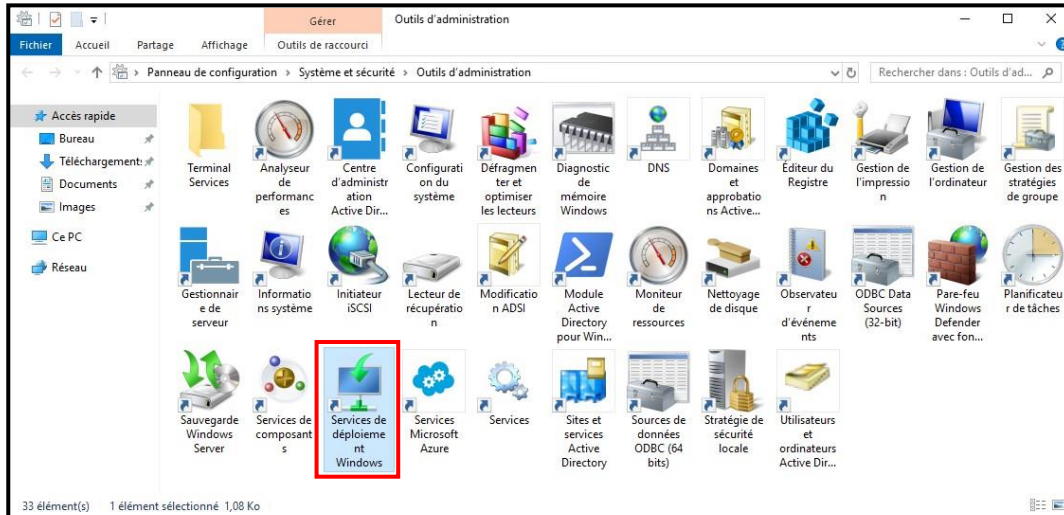 Gérer
Outils d'administration
Fichier
Accueil
Partage
Affichage
Outils de raccourci
Panneau de configuration > Système et sécurité > Outils d'administration
Rechercher dans : Outils d'ad...
Accès rapide
Bureau
Téléchargements
Documents
Images
Ce PC
Réseau
Terminal
Services
Analyseur
de
performanc
es
Centre
d'administr
ation
Active Dir...
Configurati
on du
système
Défragmen
ter et
optimiser
les lecteurs
Diagnostic
de
mémoire
Windows
DNS
Domaines
et
approbatio
ns Active...
Éditeur du
Registre
Gestion de
l'impressio
n
Gestion de
l'ordinateur
Gestion des
stratégies
de groupe
Gestionnair
e de
serveur
Informatio
ns système
Initiateur
iSCSI
Lecteur de
récupératio
n
Modificatio
n ADSI
Module
Active
Directory
pour Win...
Moniteur
de
ressources
Nettoyage
de disque
Observateu
r
d'événeme
nts
ODBC Data
Sources
(32-bit)
Pare-feu
Windows
Defender
avec fon...
Planificateu
r de tâches
Sauvegarde
Windows
Server
Services de
composant
s
Services de
déploieme
nt
Windows
Services
Microsoft
Azure
Services
Sites et
services
Active
Directory
Sources de
données
ODBC (64
bits)
Stratégie de
sécurité
locale
Utilisateurs
et
ordinateurs
Active Dir...
33 élément(s)
1 élément sélectionné 1,08 Ko